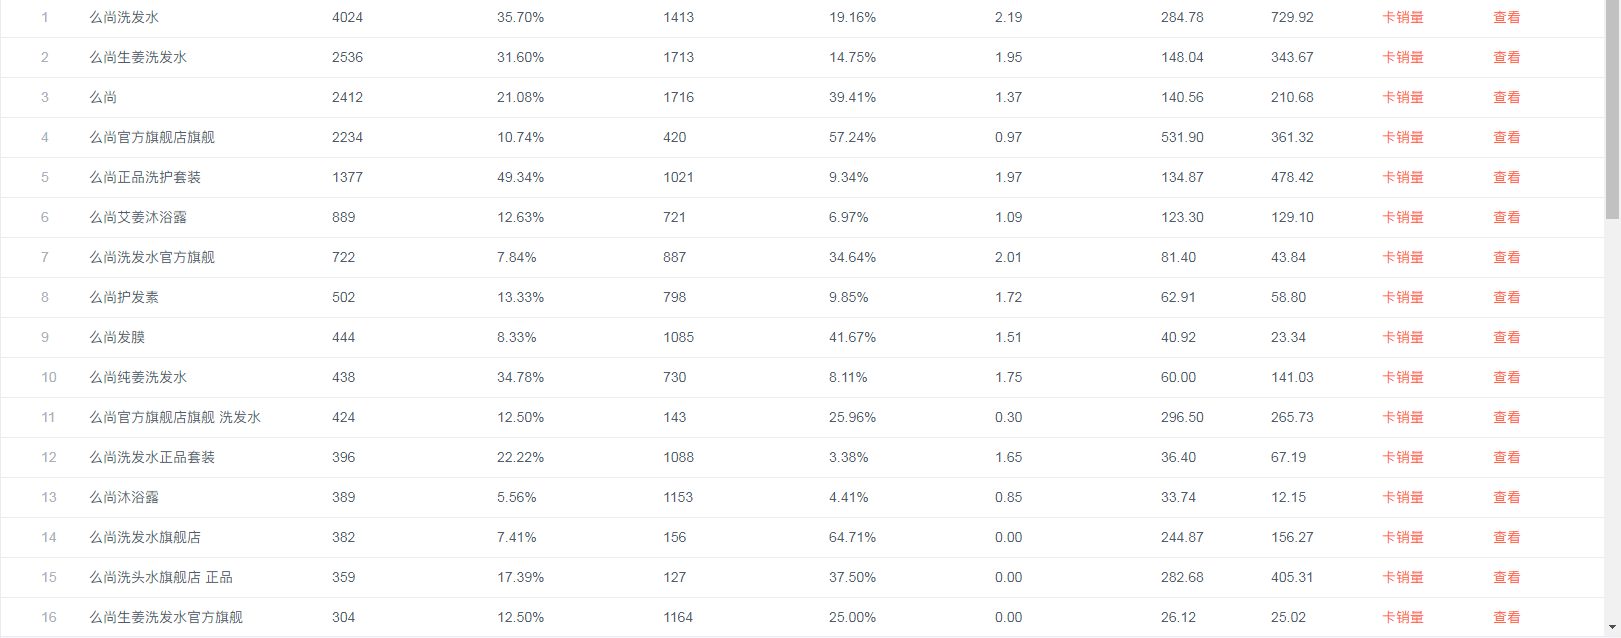 1 么尚洗发水 4024 35.70% 1413 19.16% 2.19 284.78 729.92 卡销量 查看
2 么尚生姜洗发水 2536 31.60% 1713 14.75% 1.95 148.04 343.67 卡销量 查看
3 么尚 2412 21.08% 1716 39.41% 1.37 140.56 210.68 卡销量 查看
4 么尚官方旗舰店旗舰 2234 10.74% 420 57.24% 0.97 531.90 361.32 卡销量 查看
5 么尚正品洗护套装 1377 49.34% 1021 9.34% 1.97 134.87 478.42 卡销量 查看
6 么尚艾姜沐浴露 889 12.63% 721 6.97% 1.09 123.30 129.10 卡销量 查看
7 么尚洗发水官方旗舰 722 7.84% 887 34.64% 2.01 81.40 43.84 卡销量 查看
8 么尚护发素 502 13.33% 798 9.85% 1.72 62.91 58.80 卡销量 查看
9 么尚发膜 444 8.33% 1085 41.67% 1.51 40.92 23.34 卡销量 查看
10 么尚纯姜洗发水 438 34.78% 730 8.11% 1.75 60.00 141.03 卡销量 查看
11 么尚官方旗舰店旗舰 洗发水 424 12.50% 143 25.96% 0.30 296.50 265.73 卡销量 查看
12 么尚洗发水正品套装 396 22.22% 1088 3.38% 1.65 36.40 67.19 卡销量 查看
13 么尚沐浴露 389 5.56% 1153 4.41% 0.85 33.74 12.15 卡销量 查看
14 么尚洗发水旗舰店 382 7.41% 156 64.71% 0.00 244.87 156.27 卡销量 查看
15 么尚洗头水旗舰店 正品 359 17.39% 127 37.50% 0.00 282.68 405.31 卡销量 查看
16 么尚生姜洗发水官方旗舰 304 12.50% 1164 25.00% 0.00 26.12 25.02 卡销量 查看